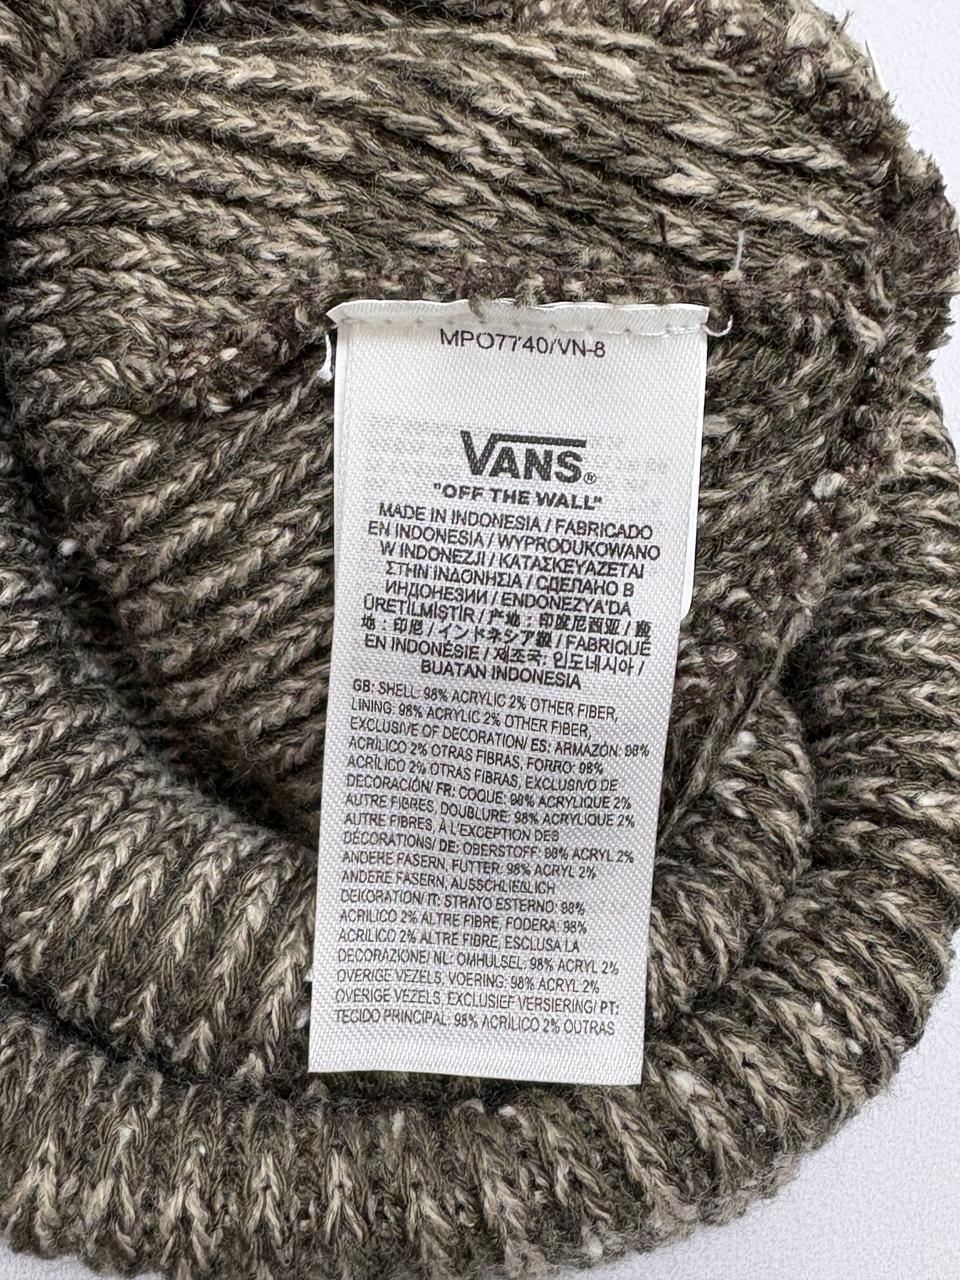 MPO7740/VN-8
VANS®
"OFF THE WALL"
MADE IN INDONESIA / FABRICADO
EN INDONESIA / WYPRODUKOWANO
W INDONEZJI / ΚΑΤΑΣΚΕΥΑΖΕΤΑΙ
ΣΤΗΝ ΙΝΔΟΝΗΣΙΑ / СДЕЛАНО В
ИНДОНЕЗИИ / ENDONEZYA'DA
ÜRETİLMİŞTİR / 产地：印度尼西亚 / 產
地：印尼 / インドネシア製 / FABRIQUÉ
EN INDONÉSIE / 제조국: 인도네시아 /
BUATAN INDONESIA
GB: SHELL: 98% ACRYLIC 2% OTHER FIBER,
LINING: 98% ACRYLIC 2% OTHER FIBER,
EXCLUSIVE OF DECORATION/ ES: ARMAZÓN: 98%
ACRÍLICO 2% OTRAS FIBRAS, FORRO: 98%
ACRÍLICO 2% OTRAS FIBRAS, EXCLUSIVO DE
DECORACIÓN/ FR: COQUE: 98% ACRYLIQUE 2%
AUTRE FIBRES, DOUBLURE: 98% ACRYLIQUE 2%
AUTRE FIBRES, À L'EXCEPTION DES
DÉCORATIONS/ DE: OBERSTOFF: 98% ACRYL 2%
ANDERE FASERN, FUTTER: 98% ACRYL 2%
ANDERE FASERN, AUSSCHLIEßLICH
DEKORATION/ IT: STRATO ESTERNO: 98%
ACRILICO 2% ALTRE FIBRE, FODERA: 98%
ACRILICO 2% ALTRE FIBRE, ESCLUSA LA
DECORAZIONE/ NL: OMHULSEL: 98% ACRYL 2%
OVERIGE VEZELS, VOERING: 98% ACRYL 2%
OVERIGE VEZELS, EXCLUSIEF VERSIERING/ PT:
TECIDO PRINCIPAL: 98% ACRÍLICO 2% OUTRAS